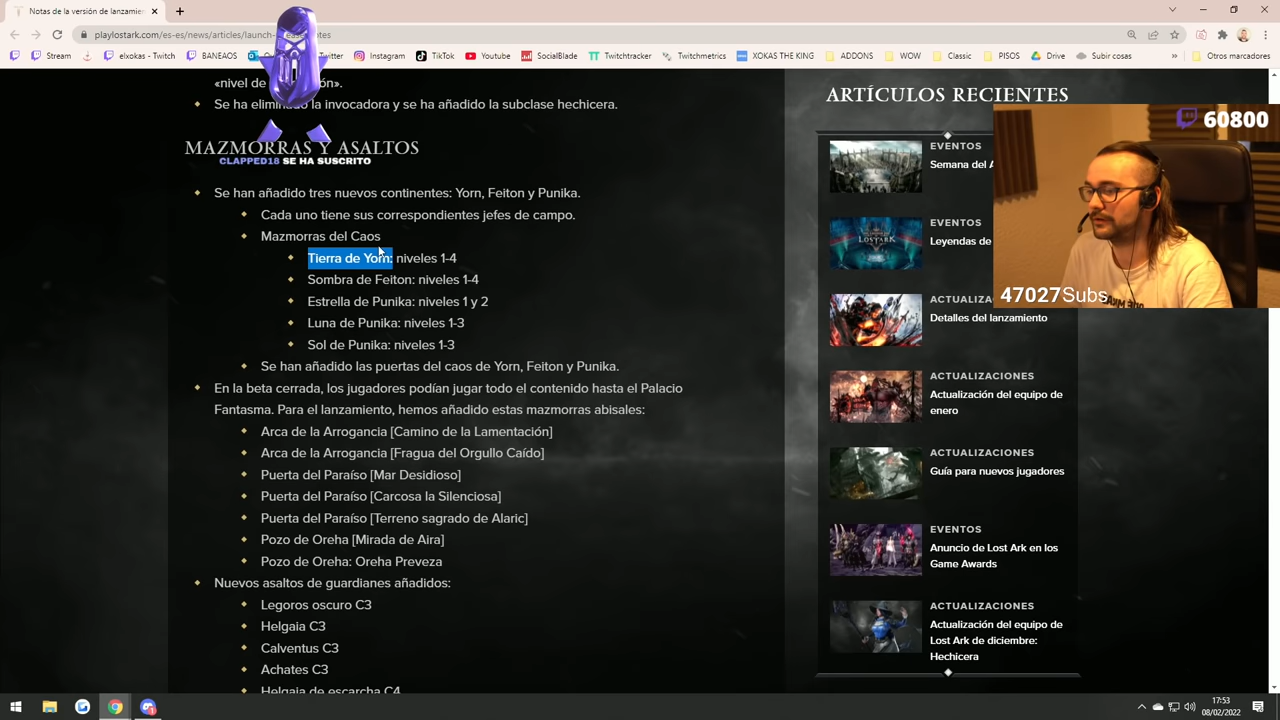 Notas de la versión de lanzamien
playlostark.com/es-es/news/articles/launch-
Stream
elxokas - Twitch
BANEAOS
Instagram
TikTok
Youtube
SocialBlade
Twitchtracker
Twitchmetrics
XOKAS THE KING
ADDONS
WOW
Classic
PISOS
Drive
Subir cosas
Otros marcadores
«nivel de
Se ha eliminado la invocadora y se ha añadido la subclase hechicera.
MAZMORRAS Y ASALTOS
CLAPPED18 SE HA SUSCRITO
Se han añadido tres nuevos continentes: Yorn, Feiton y Punika.
Cada uno tiene sus correspondientes jefes de campo.
Mazmorras del Caos
Tierra de Yorn: niveles 1-4
Sombra de Feiton: niveles 1-4
Estrella de Punika: niveles 1 y 2
Luna de Punika: niveles 1-3
Sol de Punika: niveles 1-3
Se han añadido las puertas del caos de Yorn, Feiton y Punika.
En la beta cerrada, los jugadores podían jugar todo el contenido hasta el Palacio
Fantasma. Para el lanzamiento, hemos añadido estas mazmorras abisales:
Arca de la Arrogancia [Camino de la Lamentación]
Arca de la Arrogancia [Fragua del Orgullo Caído]
Puerta del Paraíso [Mar Desidioso]
Puerta del Paraíso [Carcosa la Silenciosa]
Puerta del Paraíso [Terreno sagrado de Alaric]
Pozo de Oreha [Mirada de Aira]
Pozo de Oreha: Oreha Preveza
Nuevos asaltos de guardianes añadidos:
Legoros oscuro C3
Helgaia C3
Calventus C3
Achates C3
Helgaia de escarcha C4
ARTÍCULOS RECIENTES
EVENTOS
Semana del A
EVENTOS
Leyendas de
LOST ARK
ACTUALIZA
Detalles del lanzamiento
ACTUALIZACIONES
Actualización del equipo de
enero
ACTUALIZACIONES
Guía para nuevos jugadores
EVENTOS
Anuncio de Lost Ark en los
Game Awards
ACTUALIZACIONES
Actualización del equipo de
Lost Ark de diciembre:
Hechicera
60800
47027Subs
17:53
08/02/2022